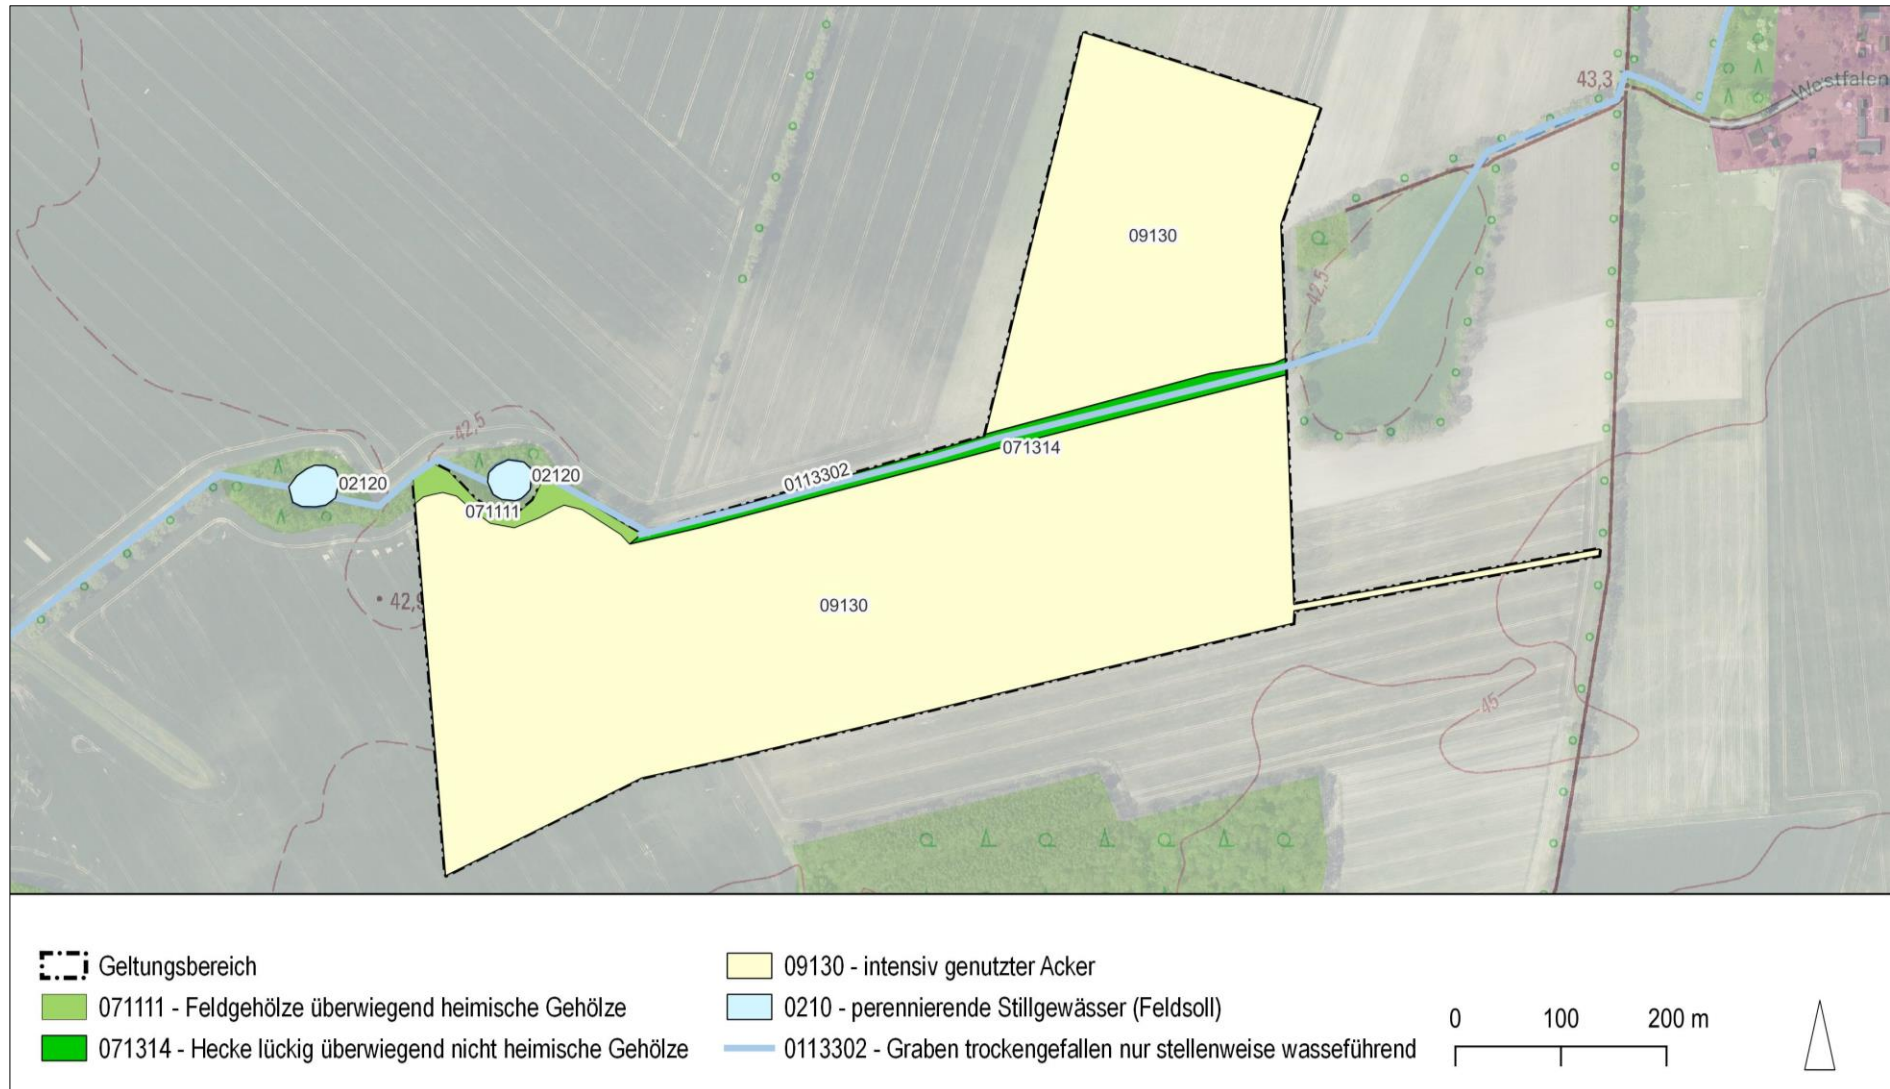 43,3
Westfalen
09130
42,5
42,5
02120
02120
0113302
071314
071111
42,9
09130
45
Geltungsbereich
071111 - Feldgehölze überwiegend heimische Gehölze
071314 - Hecke lückig überwiegend nicht heimische Gehölze
09130 - intensiv genutzter Acker
0210 - perennierende Stillgewässer (Feldsoll)
0113302 - Graben trockengefallen nur stellenweise wasseführend
0 100 200 m